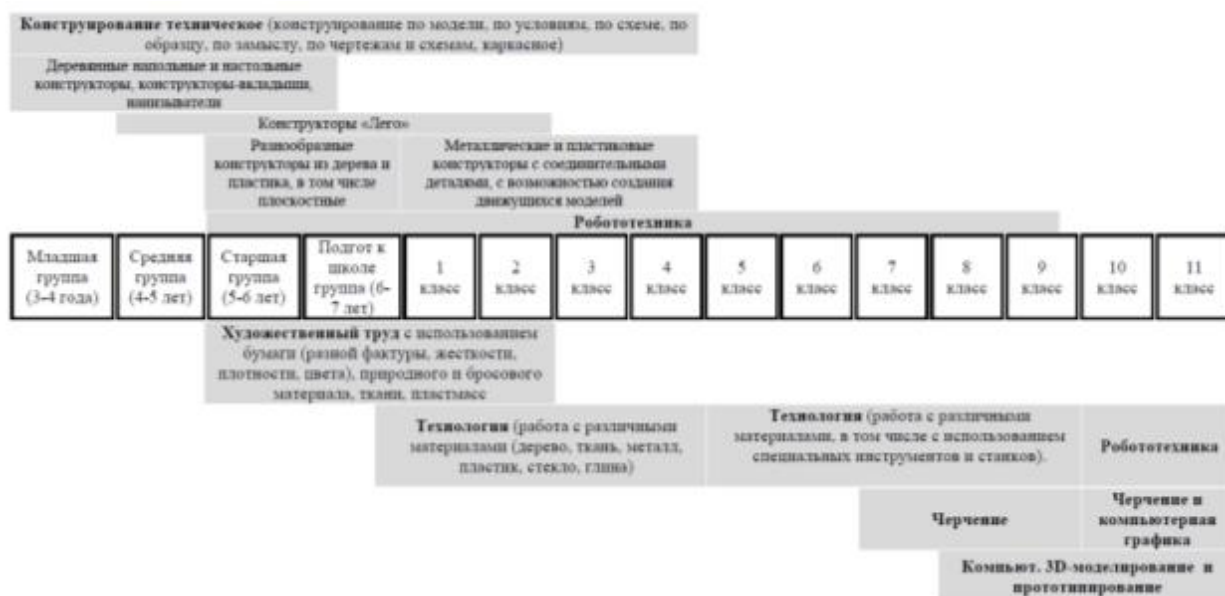 Конструирование техническое (конструирование по модели, по условиям, по схеме, по
образцу, по замыслу, по чертежам и схемам, каркасное)
Деревянные напольные и настольные
конструкторы, конструкторы-вкладыши,
нанизыватели
Конструкторы «Лего»
Разнообразные
конструкторы из дерева и
пластика, в том числе
плоскостные
Металлические и пластиковые
конструкторы с соединительными
деталями, с возможностью создания
движущихся моделей
Робототехника
Младшая
группа
(3-4 года)
Средняя
группа
(4-5 лет)
Старшая
группа
(5-6 лет)
Подгот к
школе
группа (6-
7 лет)
1
класс
2
класс
3
класс
4
класс
5
класс
6
класс
7
класс
8
класс
9
класс
10
класс
11
класс
Художественный труд с использованием
бумаги (разной фактуры, жесткости,
плотности, цвета), природного и бросового
материала, ткани, пластмасс
Технология (работа с различными
материалами (дерево, ткань, металл,
пластик, стекло, глина)
Технология (работа с различными
материалами, в том числе с использованием
специальных инструментов и станков).
Робототехника
Черчение
Черчение и
компьютерная
графика
Компьют. 3D-моделирование и
прототипирование